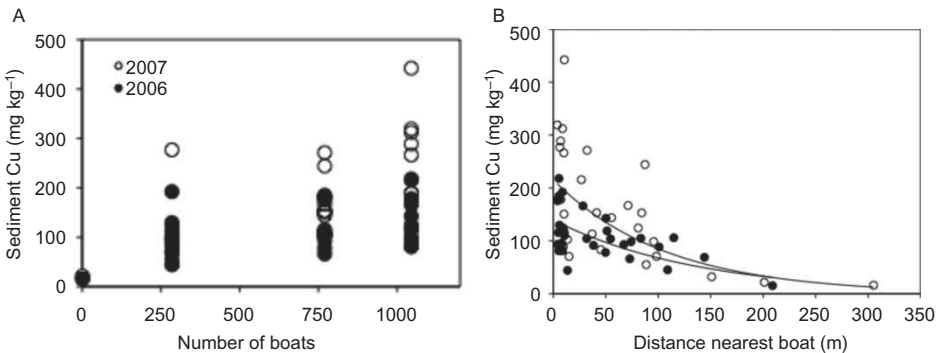 A
Sediment Cu (mg kg⁻¹)
500
400
300
200
100
0
2007
2006
0 250 500 750 1000
Number of boats
B
Sediment Cu (mg kg⁻¹)
500
400
300
200
100
0
0 50 100 150 200 250 300 350
Distance nearest boat (m)